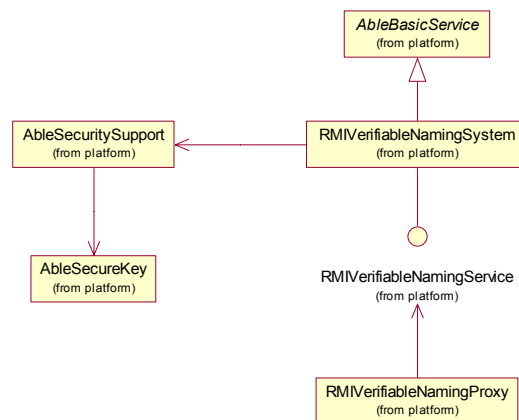 AbleBasicService
(from platform)
AbleSecuritySupport
(from platform)
RMIVerifiableNamingSystem
(from platform)
AbleSecureKey
(from platform)
RMIVerifiableNamingService
(from platform)
RMIVerifiableNamingProxy
(from platform)